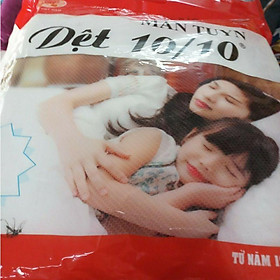 MÀN TUYN
Dệt 10/10®
TỪ NĂM 1